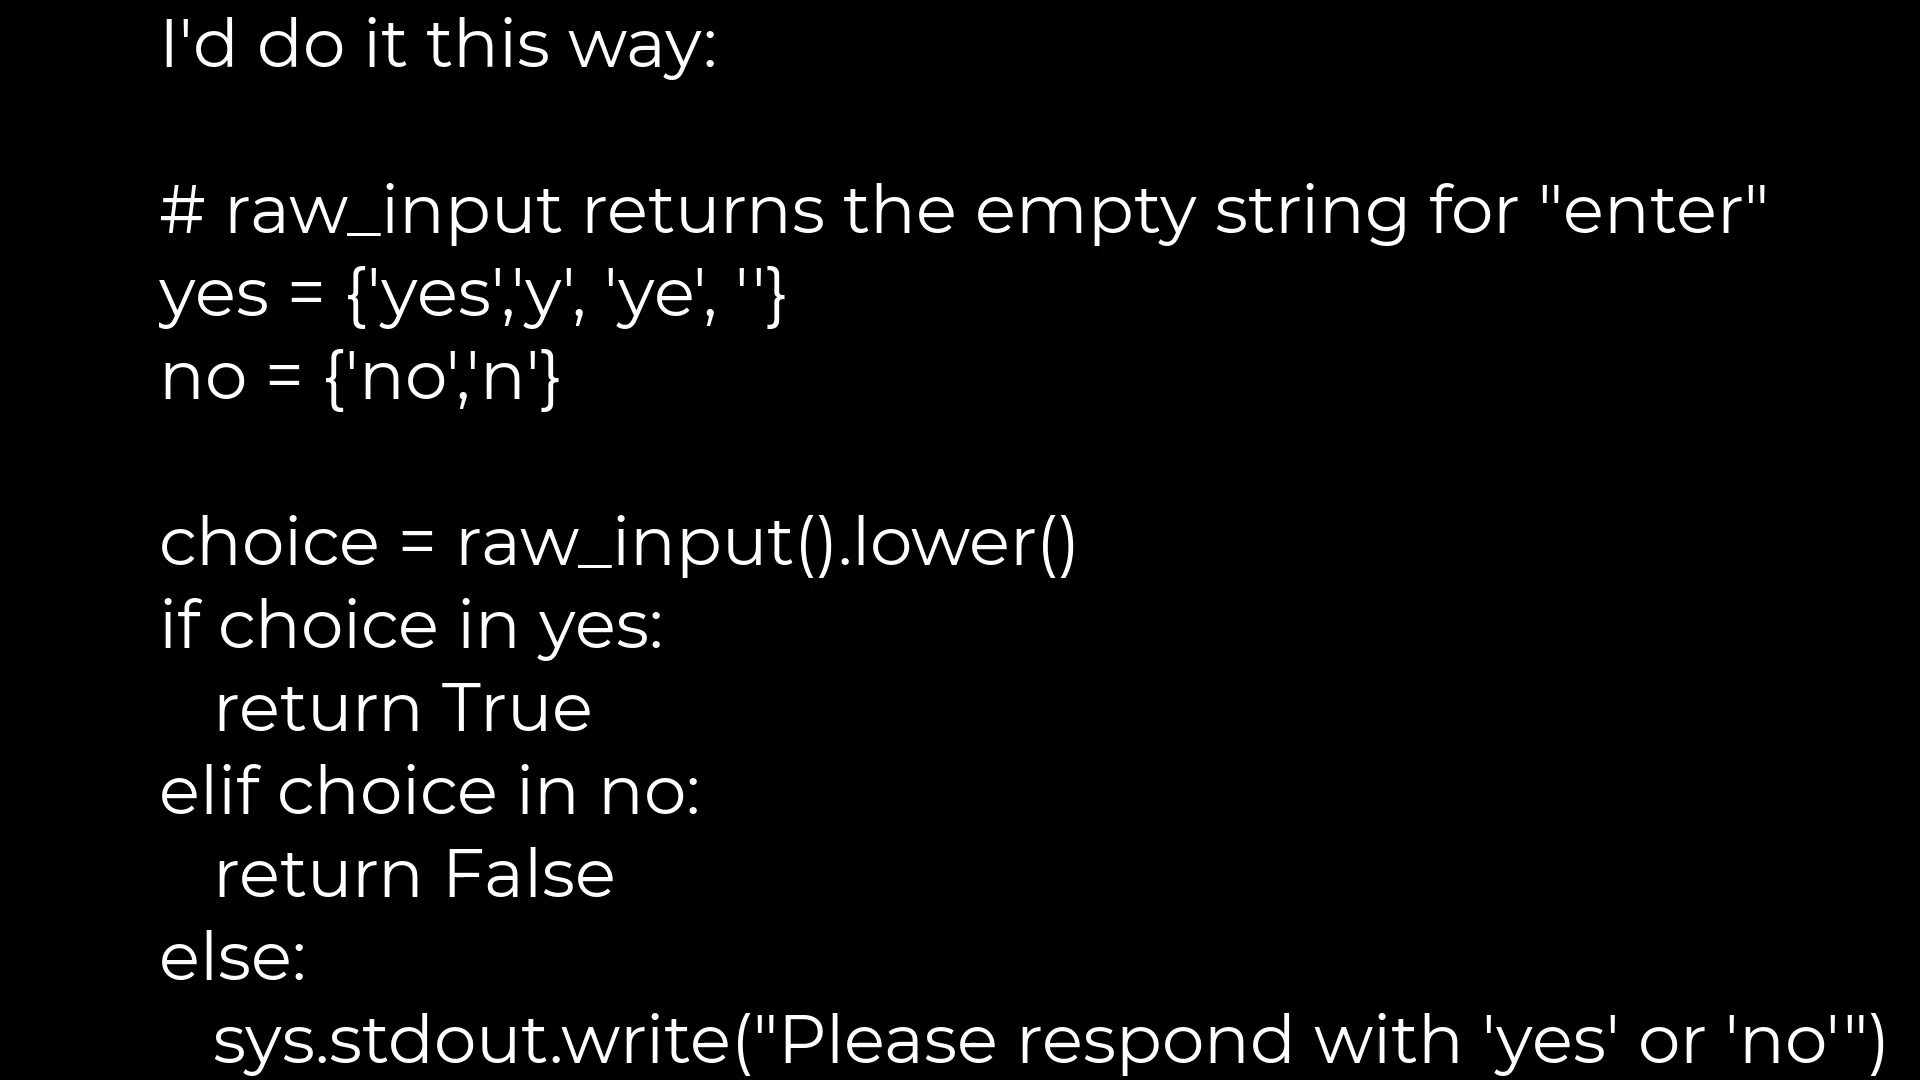 I'd do it this way:
# raw_input returns the empty string for "enter"
yes = {'yes','y', 'ye', ''}
no = {'no','n'}
choice = raw_input().lower()
if choice in yes:
   return True
elif choice in no:
   return False
else:
   sys.stdout.write("Please respond with 'yes' or 'no'")